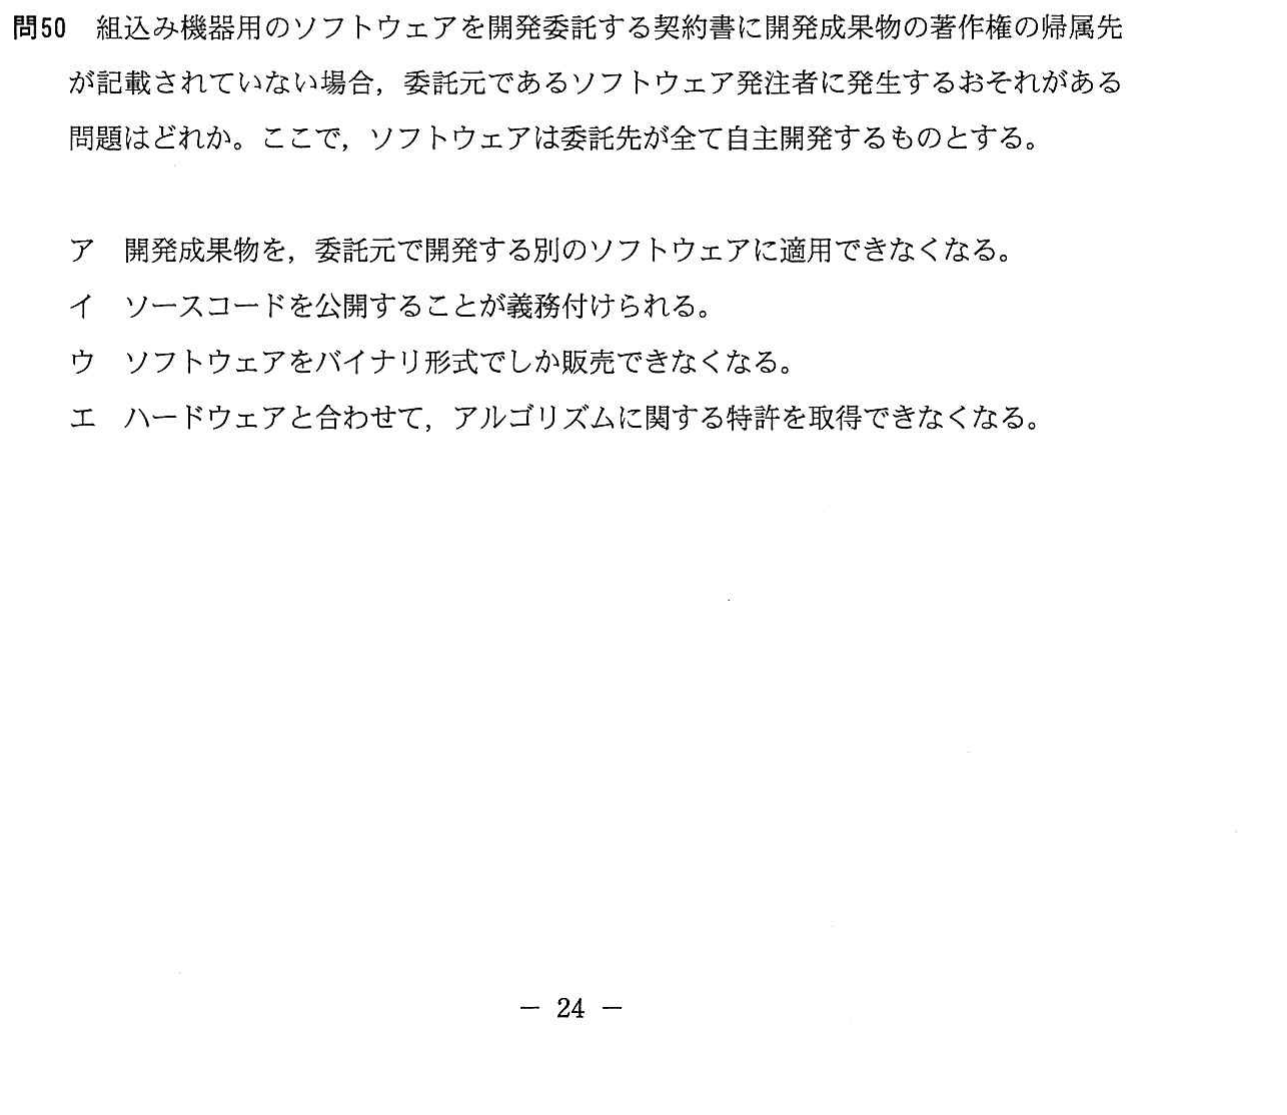 問50 組込み機器用のソフトウェアを開発委託する契約書に開発成果物の著作権の帰属先
が記載されていない場合，委託元であるソフトウェア発注者に発生するおそれがある
問題はどれか。ここで，ソフトウェアは委託先が全て自主開発するものとする。
ア 開発成果物を，委託元で開発する別のソフトウェアに適用できなくなる。
イ ソースコードを公開することが義務付けられる。
ウ ソフトウェアをバイナリ形式でしか販売できなくなる。
エ ハードウェアと合わせて，アルゴリズムに関する特許を取得できなくなる。
－ 24 －